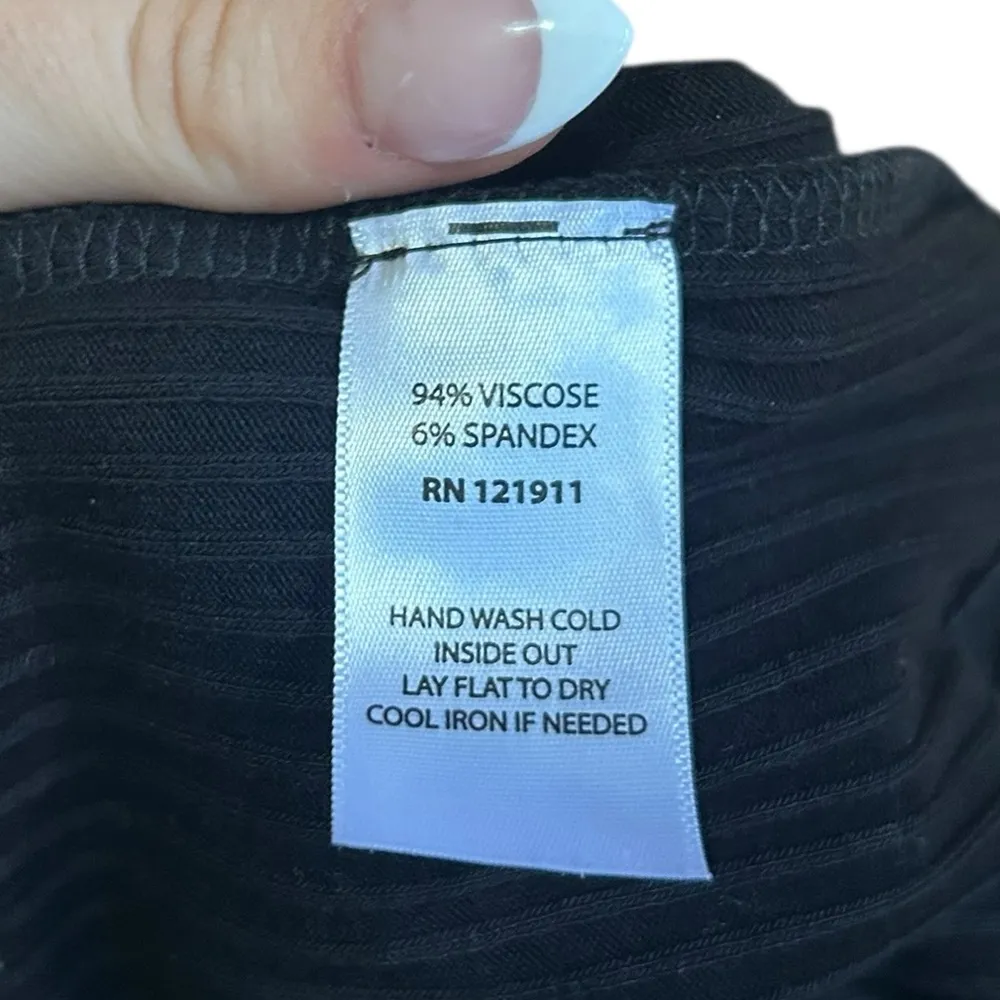 94% VISCOSE
6% SPANDEX
RN 121911
HAND WASH COLD
INSIDE OUT
LAY FLAT TO DRY
COOL IRON IF NEEDED